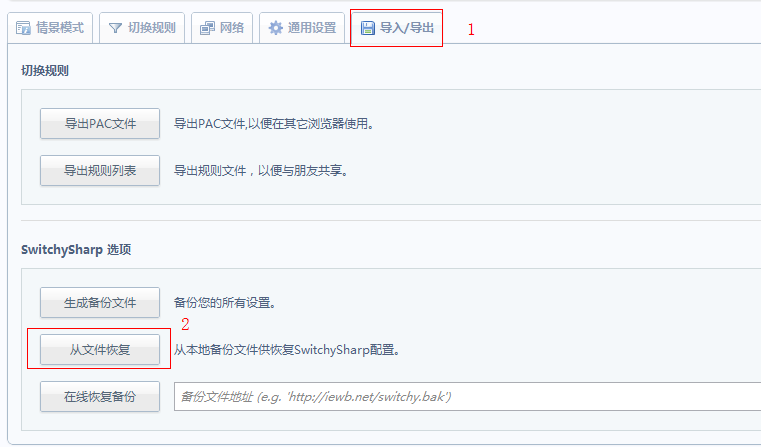 情景模式 切换规则 网络 通用设置 导入/导出 1
切换规则
导出PAC文件 导出PAC文件,以便在其它浏览器使用。
导出规则列表 导出规则文件，以便与朋友共享。
SwitchySharp 选项
生成备份文件 备份您的所有设置。
2
从文件恢复 从本地备份文件供恢复SwitchySharp配置。
在线恢复备份 备份文件地址 (e.g. 'http://iewb.net/switchy.bak')